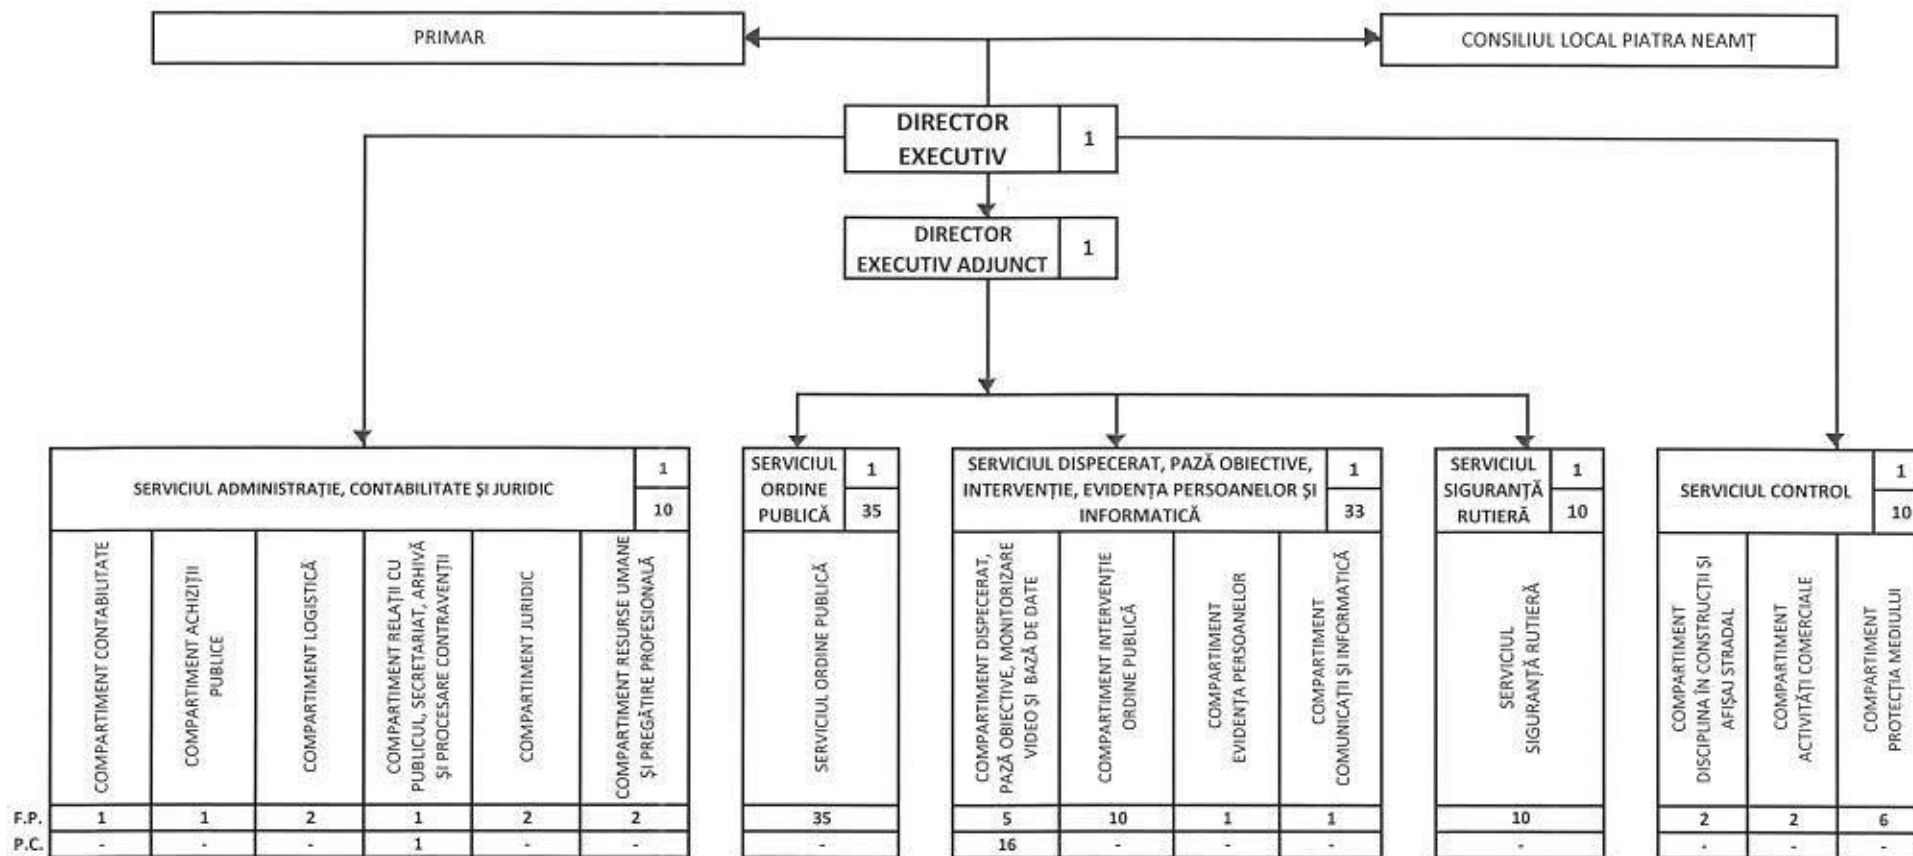 PRIMAR
CONSILIUL LOCAL PIATRA NEAMȚ
DIRECTOR
EXECUTIV
1
DIRECTOR
EXECUTIV ADJUNCT
1
SERVICIUL ADMINISTRAȚIE, CONTABILITATE ȘI JURIDIC
1
10
COMPARTIMENT CONTABILITATE
COMPARTIMENT ACHIZIȚII
PUBLICE
COMPARTIMENT LOGISTICĂ
COMPARTIMENT RELAȚII CU
PUBLICUL, SECRETARIAT, ARHIVĂ
ȘI PROCESARE CONTRAVENȚII
COMPARTIMENT JURIDIC
COMPARTIMENT RESURSE UMANE
ȘI PREGĂTIRE PROFESIONALĂ
SERVICIUL
ORDINE
PUBLICĂ
1
35
SERVICIUL ORDINE PUBLICĂ
SERVICIUL DISPECERAT, PAZĂ OBIECTIVE,
INTERVENȚIE, EVIDENȚA PERSOANELOR ȘI
INFORMATICĂ
1
33
COMPARTIMENT DISPECERAT,
PAZĂ OBIECTIVE, MONITORIZARE
VIDEO ȘI BAZĂ DE DATE
COMPARTIMENT INTERVENȚIE
ORDINE PUBLICĂ
COMPARTIMENT
EVIDENȚA PERSOANELOR
COMPARTIMENT
COMUNICAȚII ȘI INFORMATICĂ
SERVICIUL
SIGURANȚĂ
RUTIERĂ
1
10
SERVICIUL
SIGURANȚĂ RUTIERĂ
SERVICIUL CONTROL
1
10
COMPARTIMENT
DISCIPLINA ÎN CONSTRUCȚII ȘI
AFIȘAJ STRADAL
COMPARTIMENT
ACTIVITĂȚI COMERCIALE
COMPARTIMENT
PROTECȚIA MEDIULUI
F.P. 1 1 2 1 2 2 35 5 10 1 1 10 2 2 6
P.C. - - - 1 - - - 16 - - - - - - -